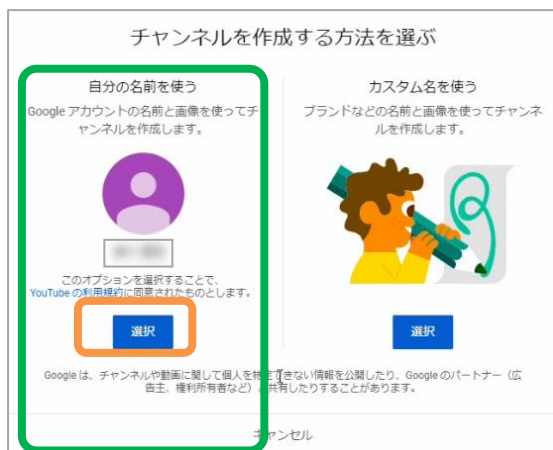 チャンネルを作成する方法を選ぶ
自分の名前を使う
Google アカウントの名前と画像を使ってチ
ャンネルを作成します。
このオプションを選択することで、
YouTube の利用規約に同意されたものとします。
選択
カスタム名を使う
ブランドなどの名前と画像を使ってチャンネ
ルを作成します。
選択
Google は、チャンネルや動画に関して個人を特定できない情報を公開したり、Google のパートナー（広
告主、権利所有者など）と共有したりすることがあります。
キャンセル